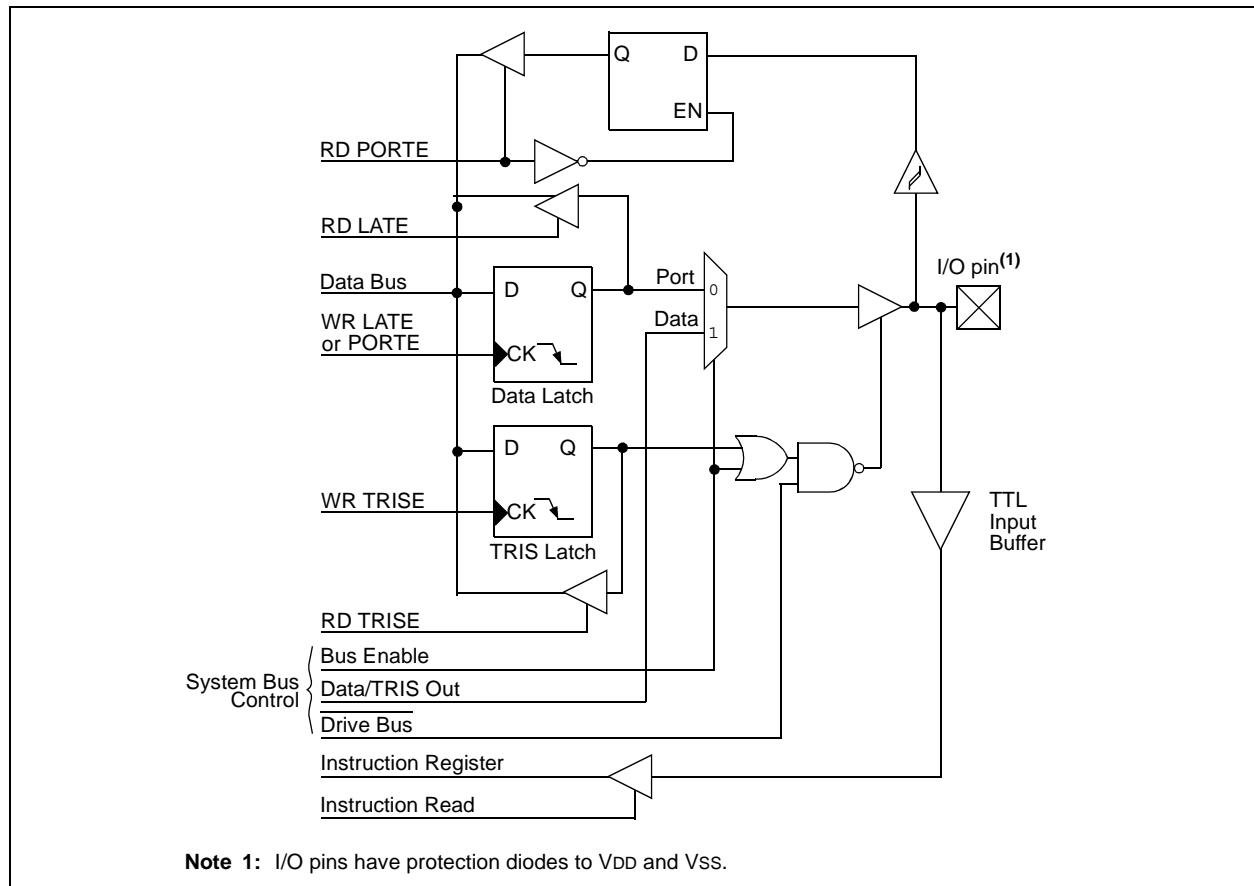 Q D
EN
RD PORTE
RD LATE
Data Bus
WR LATE
or PORTE
D Q
CK
Data Latch
Port
Data
0
1
I/O pin(1)
D Q
CK
TRIS Latch
WR TRISE
TTL
Input
Buffer
RD TRISE
System Bus
Control
Bus Enable
Data/TRIS Out
Drive Bus
Instruction Register
Instruction Read
Note 1: I/O pins have protection diodes to VDD and VSS.